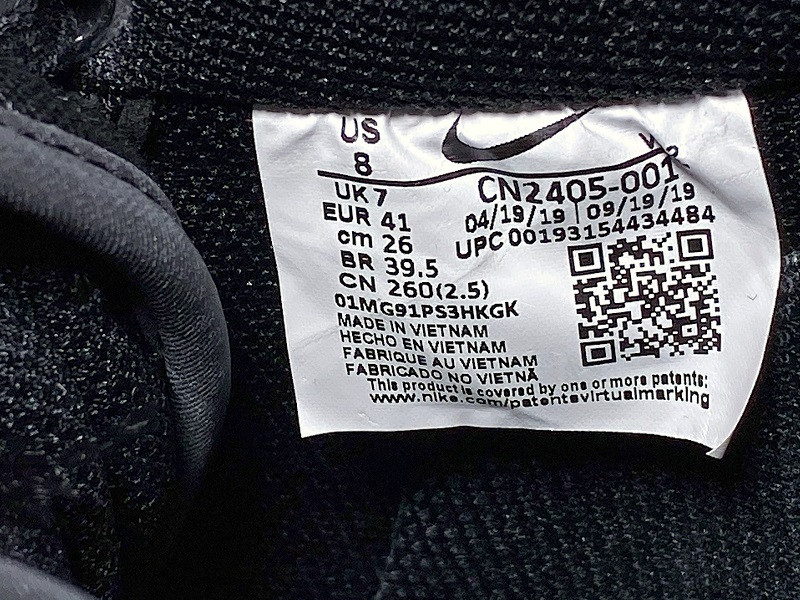 US
8
UK 7
EUR 41
cm 26
BR 39.5
CN 260(2.5)
CN2405-001
04/19/19 | 09/19/19
UPC 00193154434484
01MG91PS3HKGK
MADE IN VIETNAM
HECHO EN VIETNAM
FABRIQUE AU VIETNAM
FABRICADO NO VIETNÃ
This product is covered by one or more patents:
www.nike.com/patentsvirtualmarking